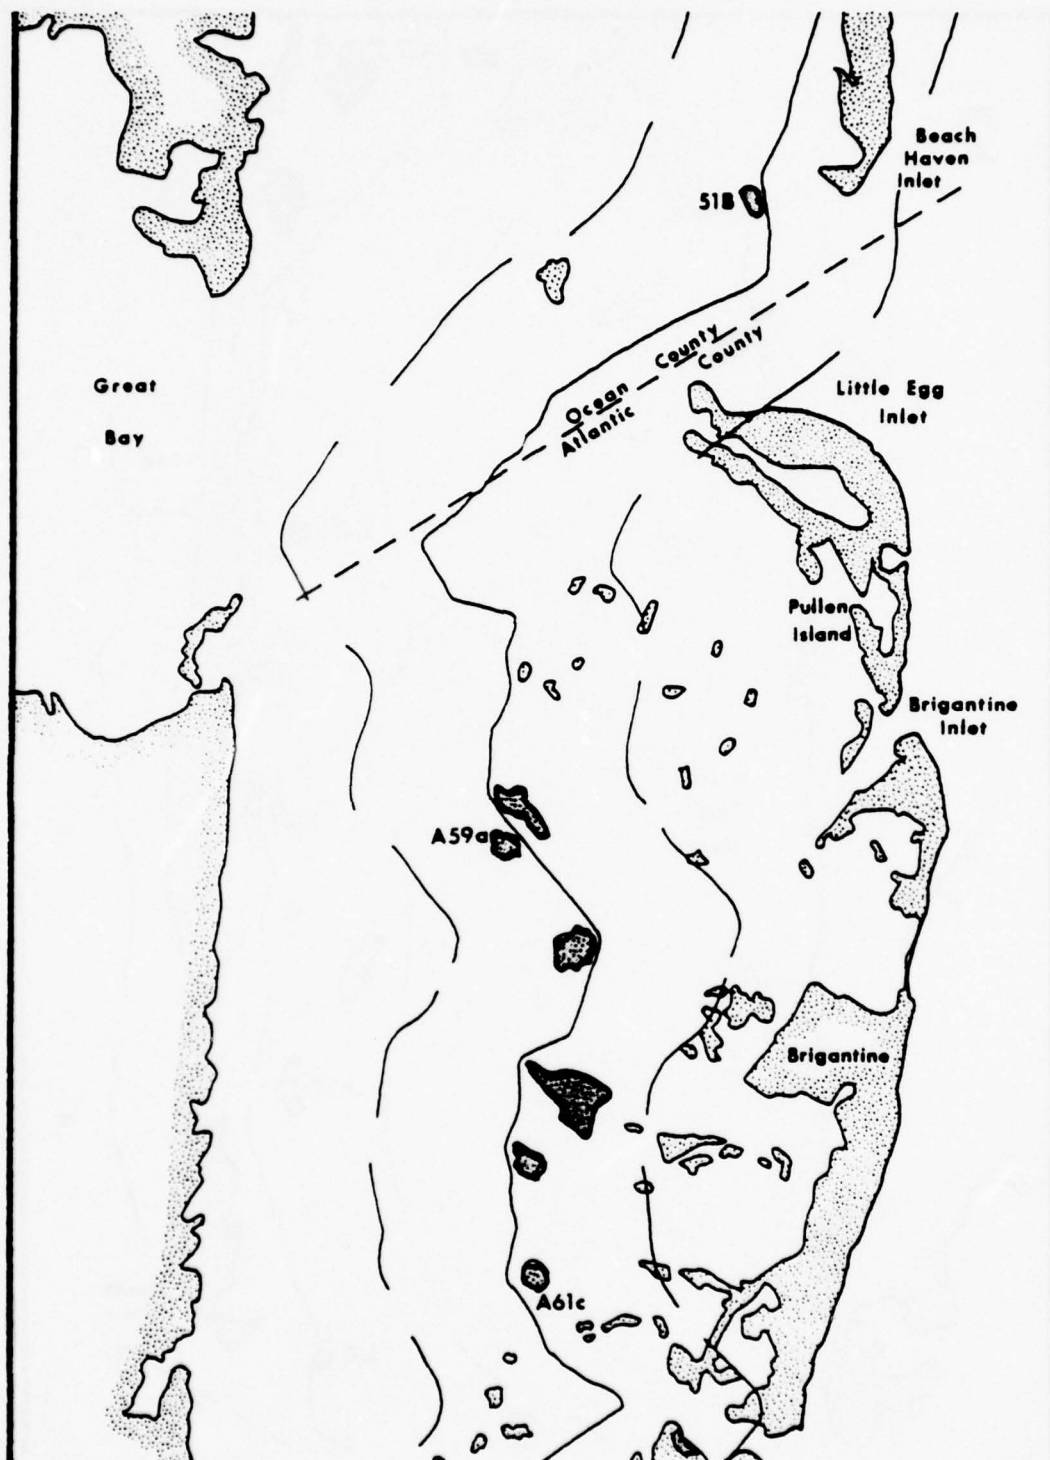 Beach
Haven
Inlet
51B
Ocean County
Atlantic County
Great
Bay
Little Egg
Inlet
Pullen
Island
Brigantine
Inlet
A59a
Brigantine
A61c